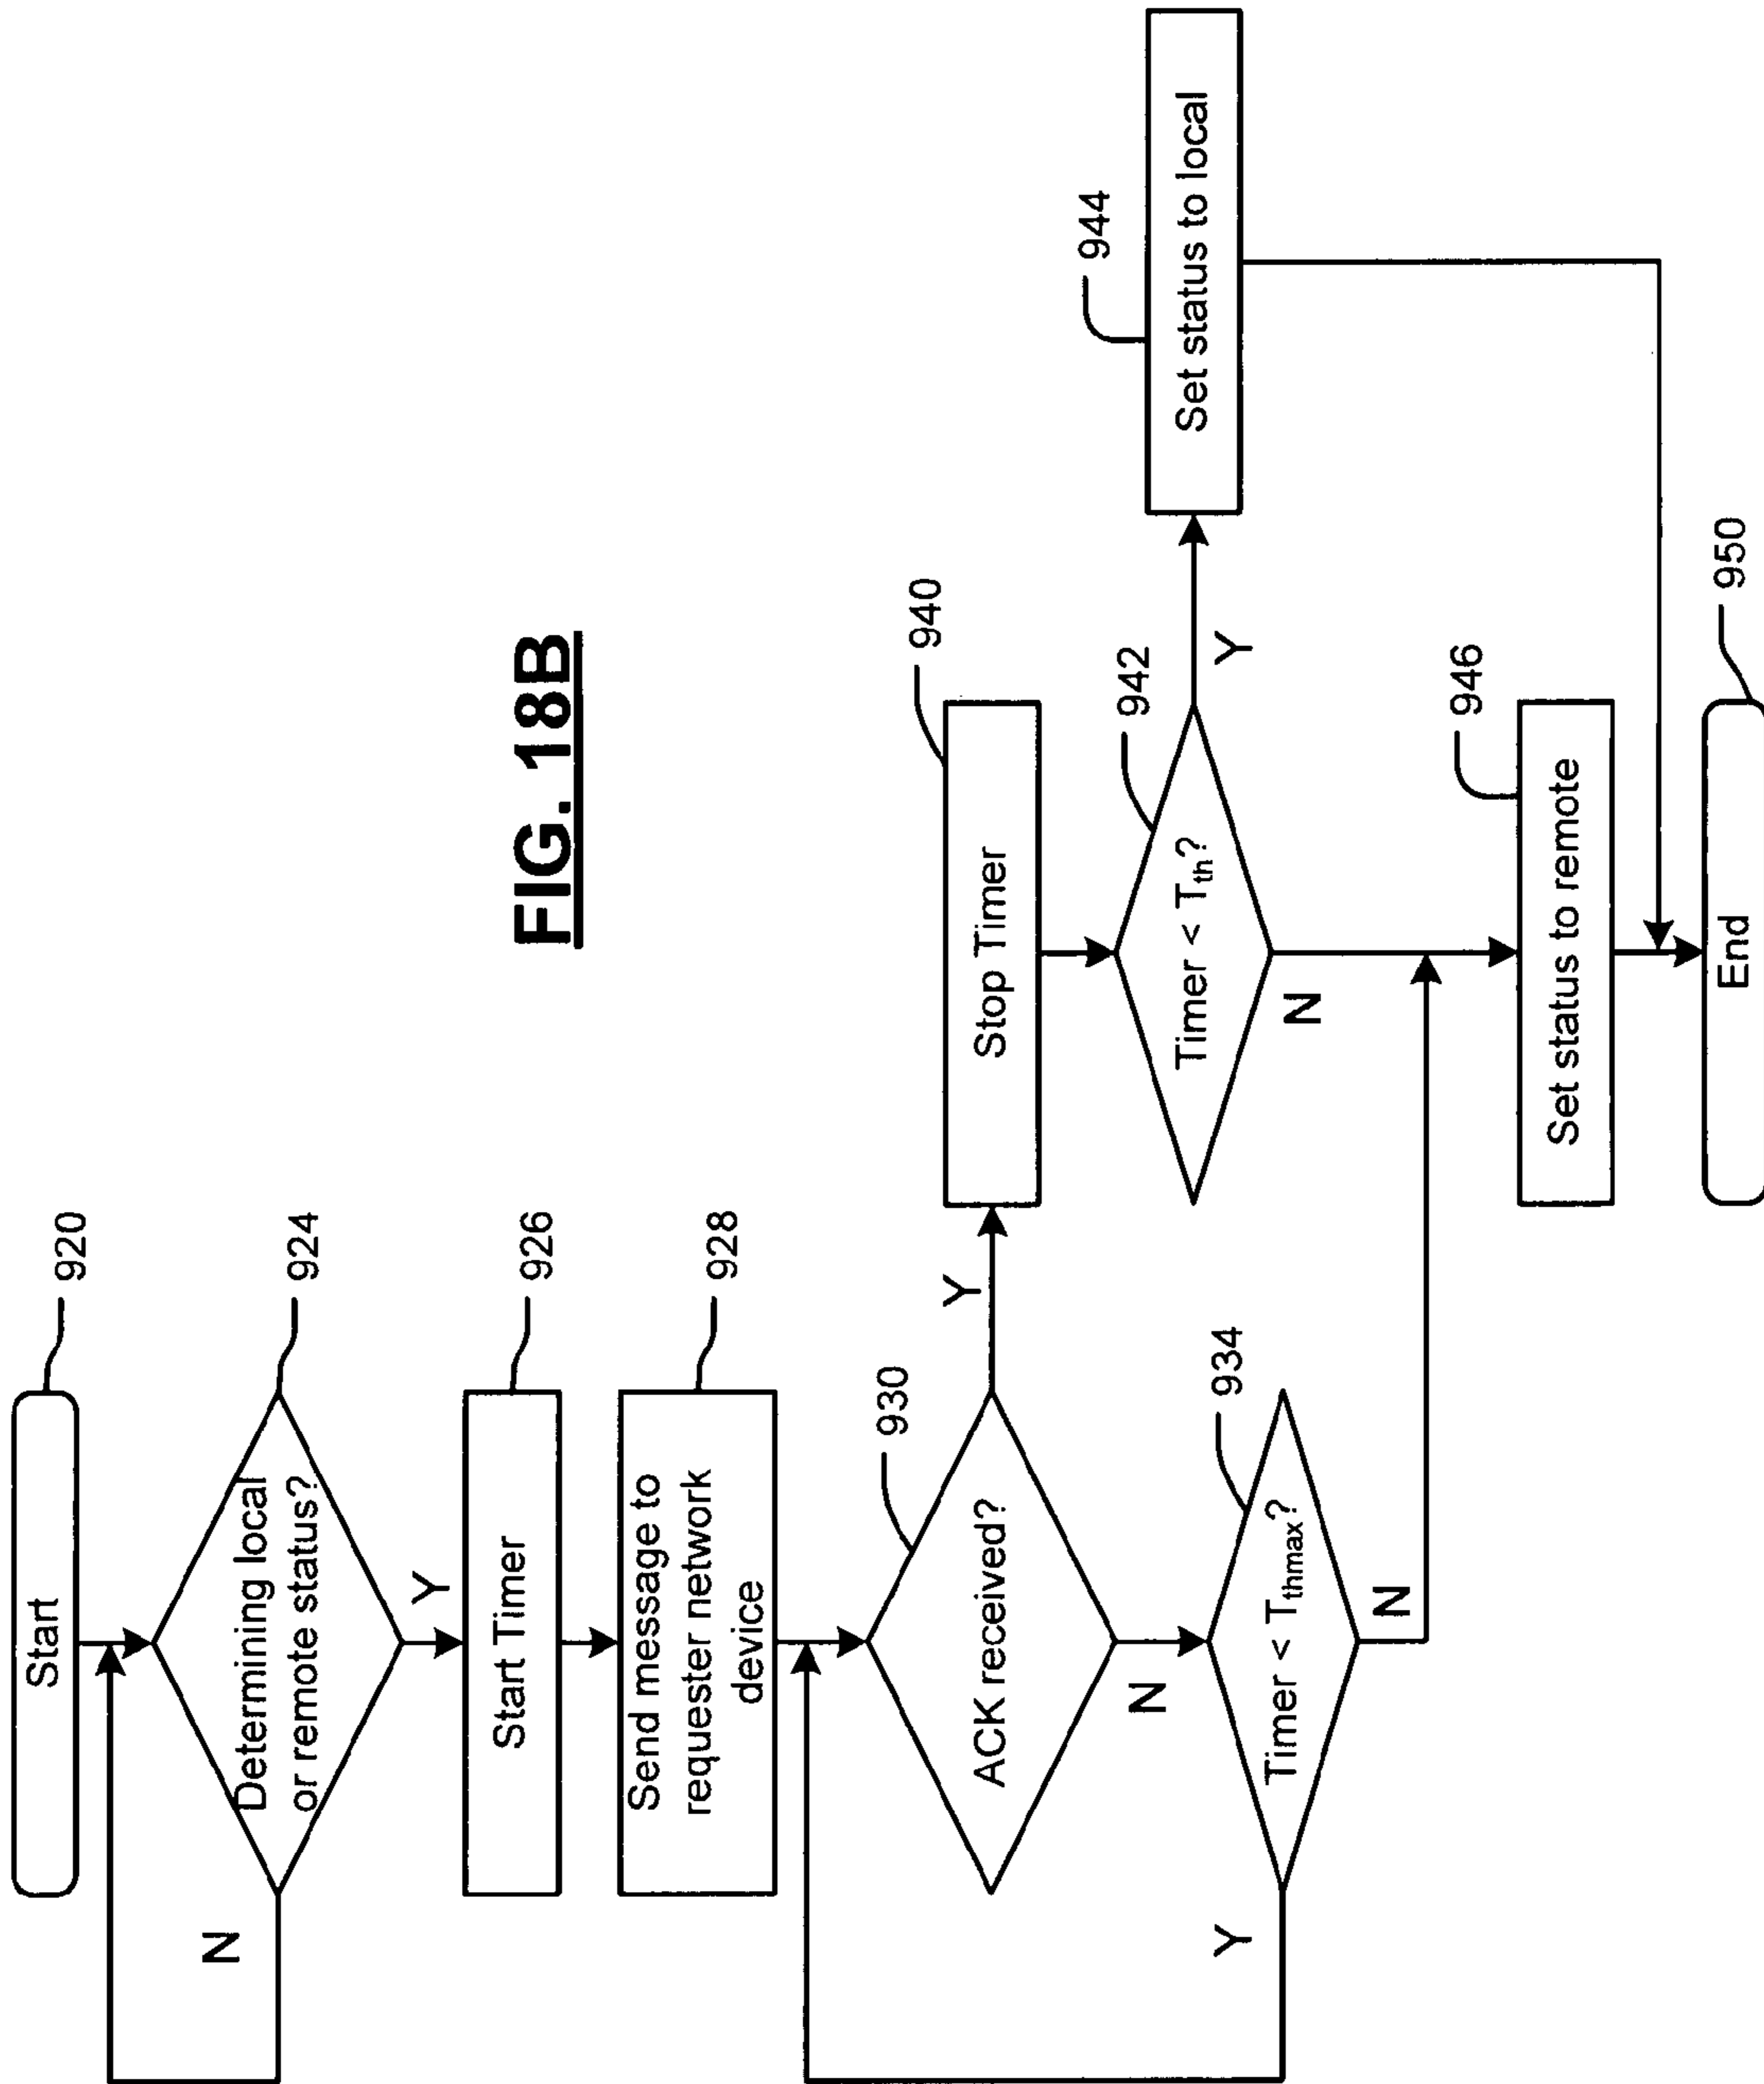 FIG. 18B
Start
920
Determining local
or remote status?
924
N
Y
Start Timer
926
Send message to
requester network
device
928
ACK received?
930
Y
N
Timer < Tthmax?
934
Y
N
Stop Timer
940
Timer < Tth?
942
Y
N
Set status to local
944
Set status to remote
946
End
950